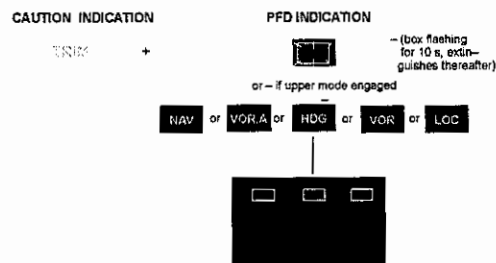 CAUTION INDICATION
PFD INDICATION
TRIM +
– (box flashing
for 10 s, extin–
guishes thereafter)
or – if upper mode engaged
NAV or VOR.A or HDG or VOR or LOC